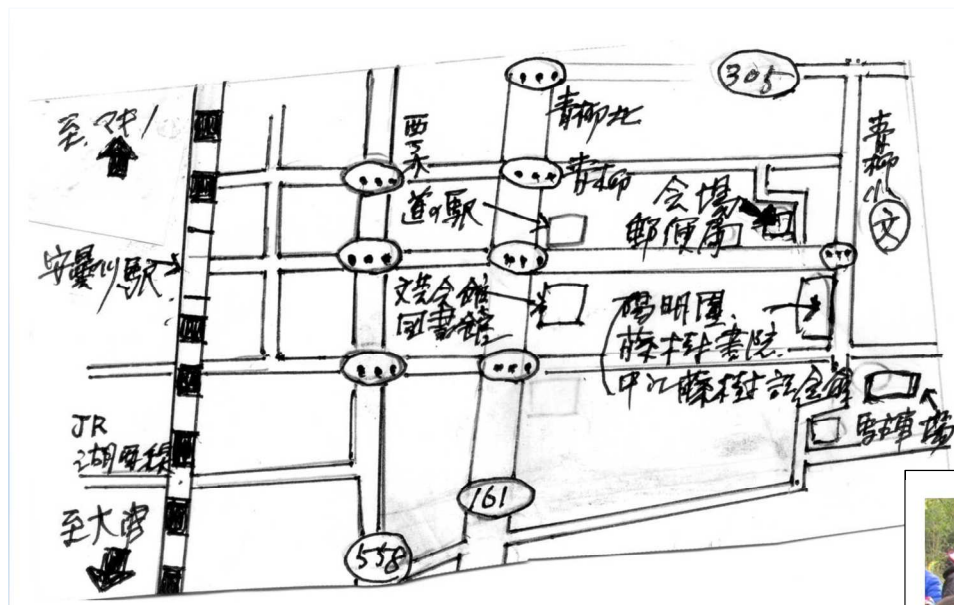 305
至マキノ
青柳北
西万木
青柳
青柳小
文
道の駅
会場
郵便局
安曇川駅
文芸会館
図書館
陽明園
藤樹書院
中江藤樹記念館
駐車場
JR
湖西線
161
至大津
558